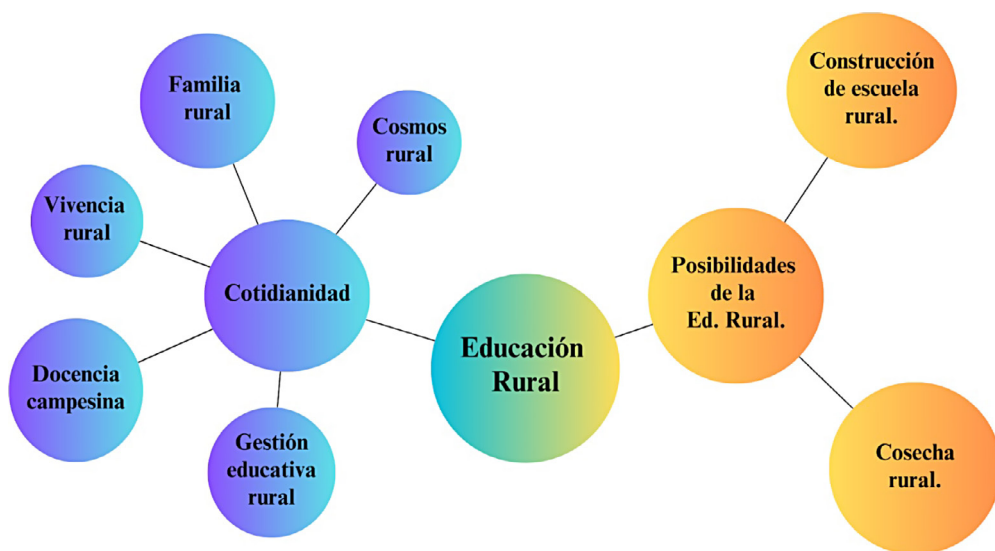 Familia
rural
Cosmos
rural
Vivencia
rural
Cotidianidad
Docencia
campesina
Gestión
educativa
rural
Educación
Rural
Posibilidades
de la
Ed. Rural.
Construcción
de escuela
rural.
Cosecha
rural.